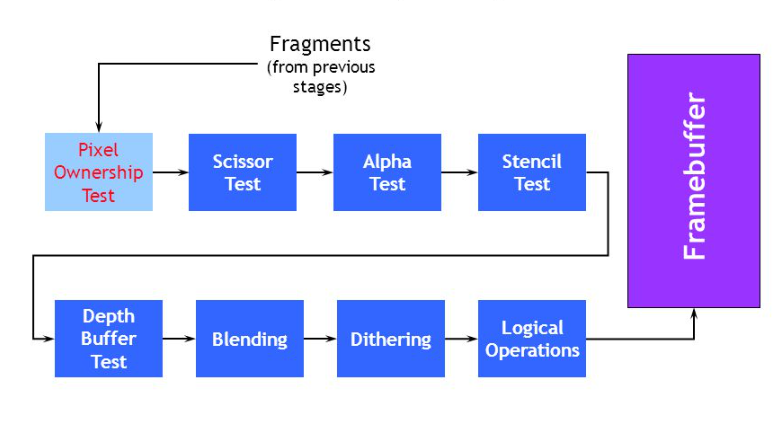 Fragments
(from previous
stages)
Pixel
Ownership
Test
Scissor
Test
Alpha
Test
Stencil
Test
Framebuffer
Depth
Buffer
Test
Blending
Dithering
Logical
Operations